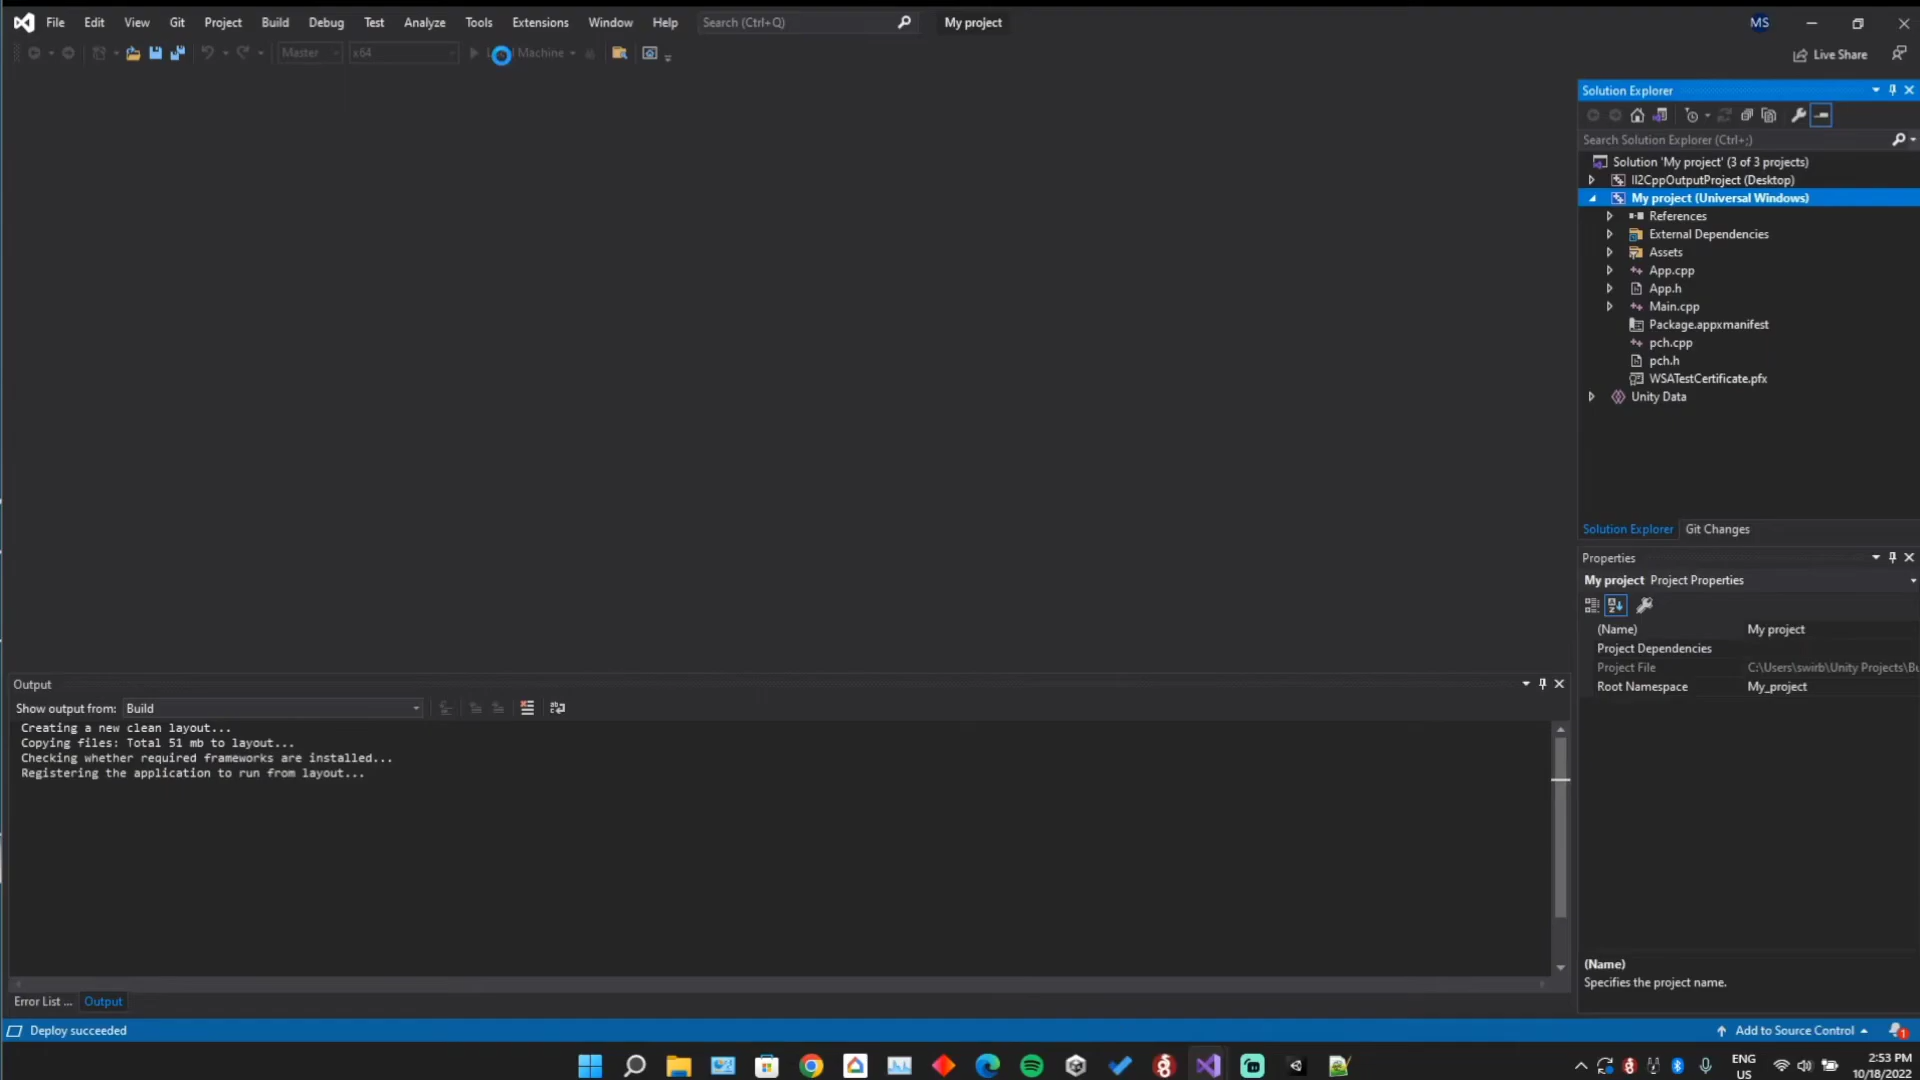 File Edit View Git Project Build Debug Test Analyze Tools Extensions Window Help Search (Ctrl+Q) My project MS
Master x64 Machine Live Share
Solution Explorer
Search Solution Explorer (Ctrl+;)
Solution 'My project' (3 of 3 projects)
Il2CppOutputProject (Desktop)
My project (Universal Windows)
References
External Dependencies
Assets
App.cpp
App.h
Main.cpp
Package.appxmanifest
pch.cpp
pch.h
WSATestCertificate.pfx
Unity Data
Solution Explorer Git Changes
Properties
My project Project Properties
(Name) My project
Project Dependencies
Project File C:\Users\swirb\Unity Projects\Bu
Root Namespace My_project
(Name)
Specifies the project name.
Output
Show output from: Build
Creating a new clean layout...
Copying files: Total 51 mb to layout...
Checking whether required frameworks are installed...
Registering the application to run from layout...
Error List ... Output
Deploy succeeded Add to Source Control 1
ENG
US
2:53 PM
10/18/2022